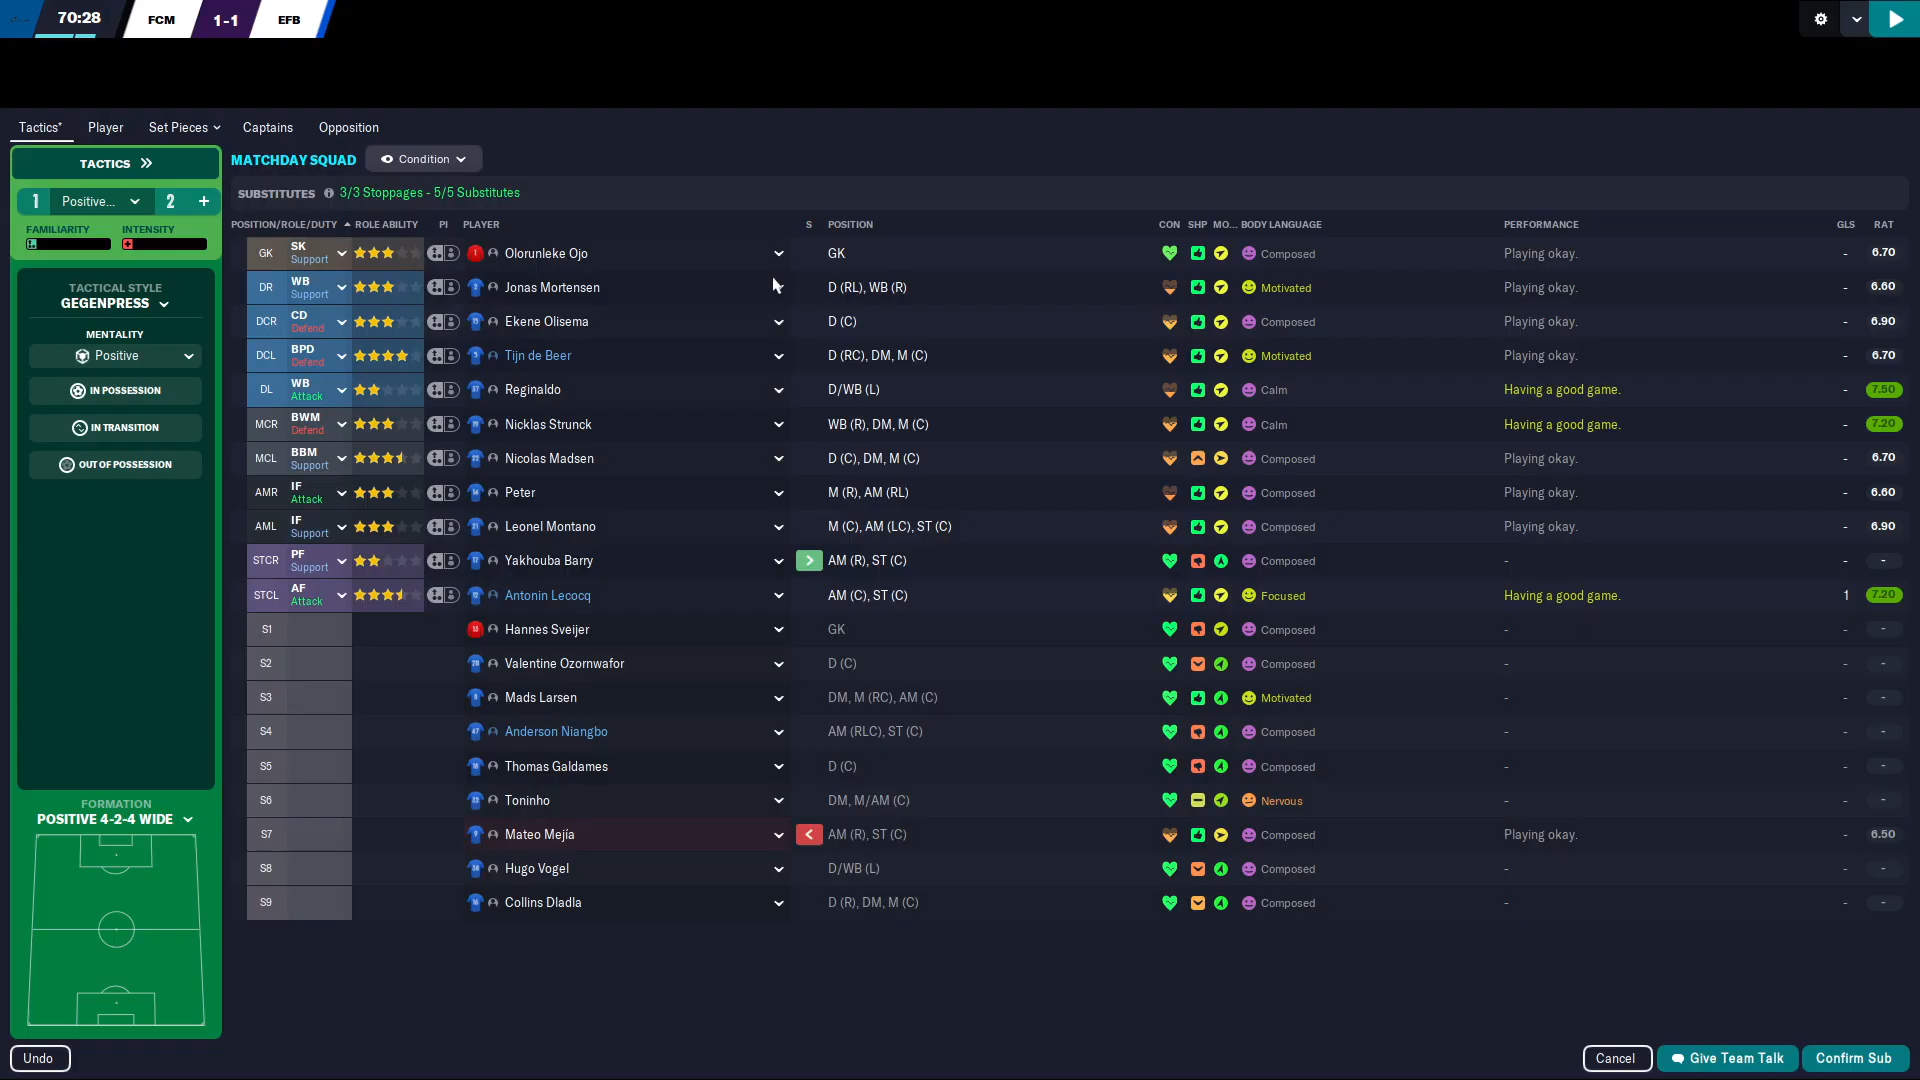 70:28 FCM 1-1 EFB
Tactics* Player Set Pieces Captains Opposition
TACTICS
1 Positive... 2 +
FAMILIARITY INTENSITY
TACTICAL STYLE
GEGENPRESS
MENTALITY
Positive
IN POSSESSION
IN TRANSITION
OUT OF POSSESSION
FORMATION
POSITIVE 4-2-4 WIDE
MATCHDAY SQUAD Condition
SUBSTITUTES 3/3 Stoppages - 5/5 Substitutes
POSITION/ROLE/DUTY ROLE ABILITY PI PLAYER S POSITION CON SHP MO... BODY LANGUAGE PERFORMANCE GLS RAT
GK SK Support Olorunleke Ojo GK Composed Playing okay. - 6.70
DR WB Support Jonas Mortensen D (RL), WB (R) Motivated Playing okay. - 6.60
DCR CD Defend Ekene Olisema D (C) Composed Playing okay. - 6.90
DCL BPD Defend Tijn de Beer D (RC), DM, M (C) Motivated Playing okay. - 6.70
DL WB Attack Reginaldo D/WB (L) Calm Having a good game. - 7.50
MCR BWM Defend Nicklas Strunck WB (R), DM, M (C) Calm Having a good game. - 7.20
MCL BBM Support Nicolas Madsen D (C), DM, M (C) Composed Playing okay. - 6.70
AMR IF Attack Peter M (R), AM (RL) Composed Playing okay. - 6.60
AML IF Support Leonel Montano M (C), AM (LC), ST (C) Composed Playing okay. - 6.90
STCR PF Support Yakhouba Barry AM (R), ST (C) Composed - - -
STCL AF Attack Antonin Lecocq AM (C), ST (C) Focused Having a good game. 1 7.20
S1 Hannes Sveijer GK Composed - - -
S2 Valentine Ozornwafor D (C) Composed - - -
S3 Mads Larsen DM, M (RC), AM (C) Motivated - - -
S4 Anderson Niangbo AM (RLC), ST (C) Composed - - -
S5 Thomas Galdames D (C) Composed - - -
S6 Toninho DM, M/AM (C) Nervous - - -
S7 Mateo Mejía AM (R), ST (C) Composed Playing okay. - 6.50
S8 Hugo Vogel D/WB (L) Composed - - -
S9 Collins Dladla D (R), DM, M (C) Composed - - -
Undo Cancel Give Team Talk Confirm Sub